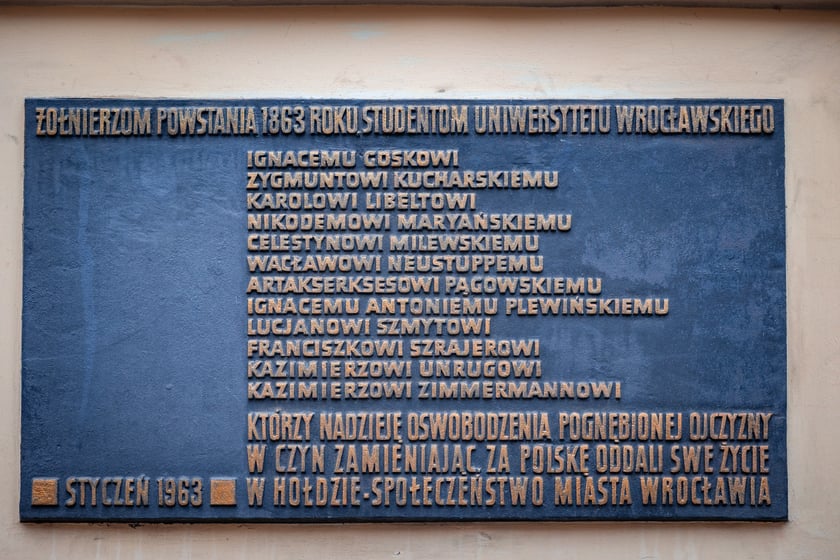 ŻOŁNIERZOM POWSTANIA 1863 ROKU STUDENTOM UNIWERSYTETU WROCŁAWSKIEGO
IGNACEMU GOSKOWI
ZYGMUNTOWI KUCHARSKIEMU
KAROLOWI LIBELTOWI
NIKODEMOWI MARYAŃSKIEMU
CELESTYNOWI MILEWSKIEMU
WACŁAWOWI NEUSTUPPEMU
ARTAKSERKSESOWI PĄGOWSKIEMU
IGNACEMU ANTONIEMU PLEWIŃSKIEMU
LUCJANOWI SZMYTOWI
FRANCISZKOWI SZRAJEROWI
KAZIMIERZOWI UNRUGOWI
KAZIMIERZOWI ZIMMERMANNOWI
KTÓRZY NADZIEJĘ OSWOBODZENIA POGNĘBIONEJ OJCZYZNY
W CZYN ZAMIENIAJĄC, ZA POLSKĘ ODDALI SWE ŻYCIE
W HOŁDZIE-SPOŁECZEŃSTWO MIASTA WROCŁAWIA
STYCZEŃ 1963